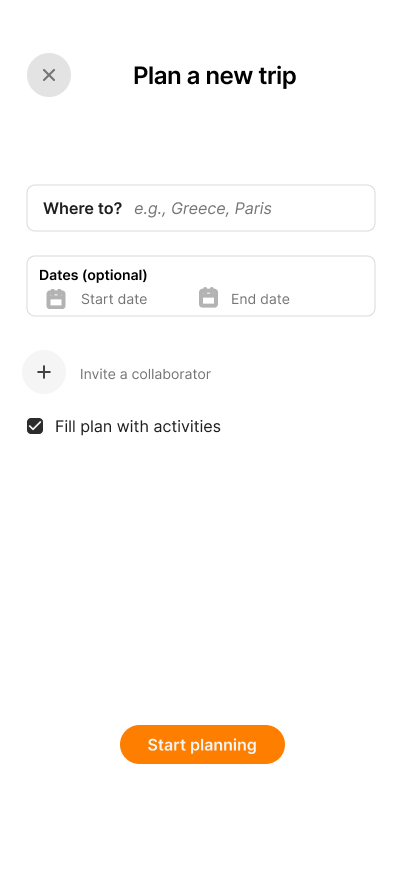 Plan a new trip
Where to? e.g., Greece, Paris
Dates (optional)
Start date End date
Invite a collaborator
Fill plan with activities
Start planning